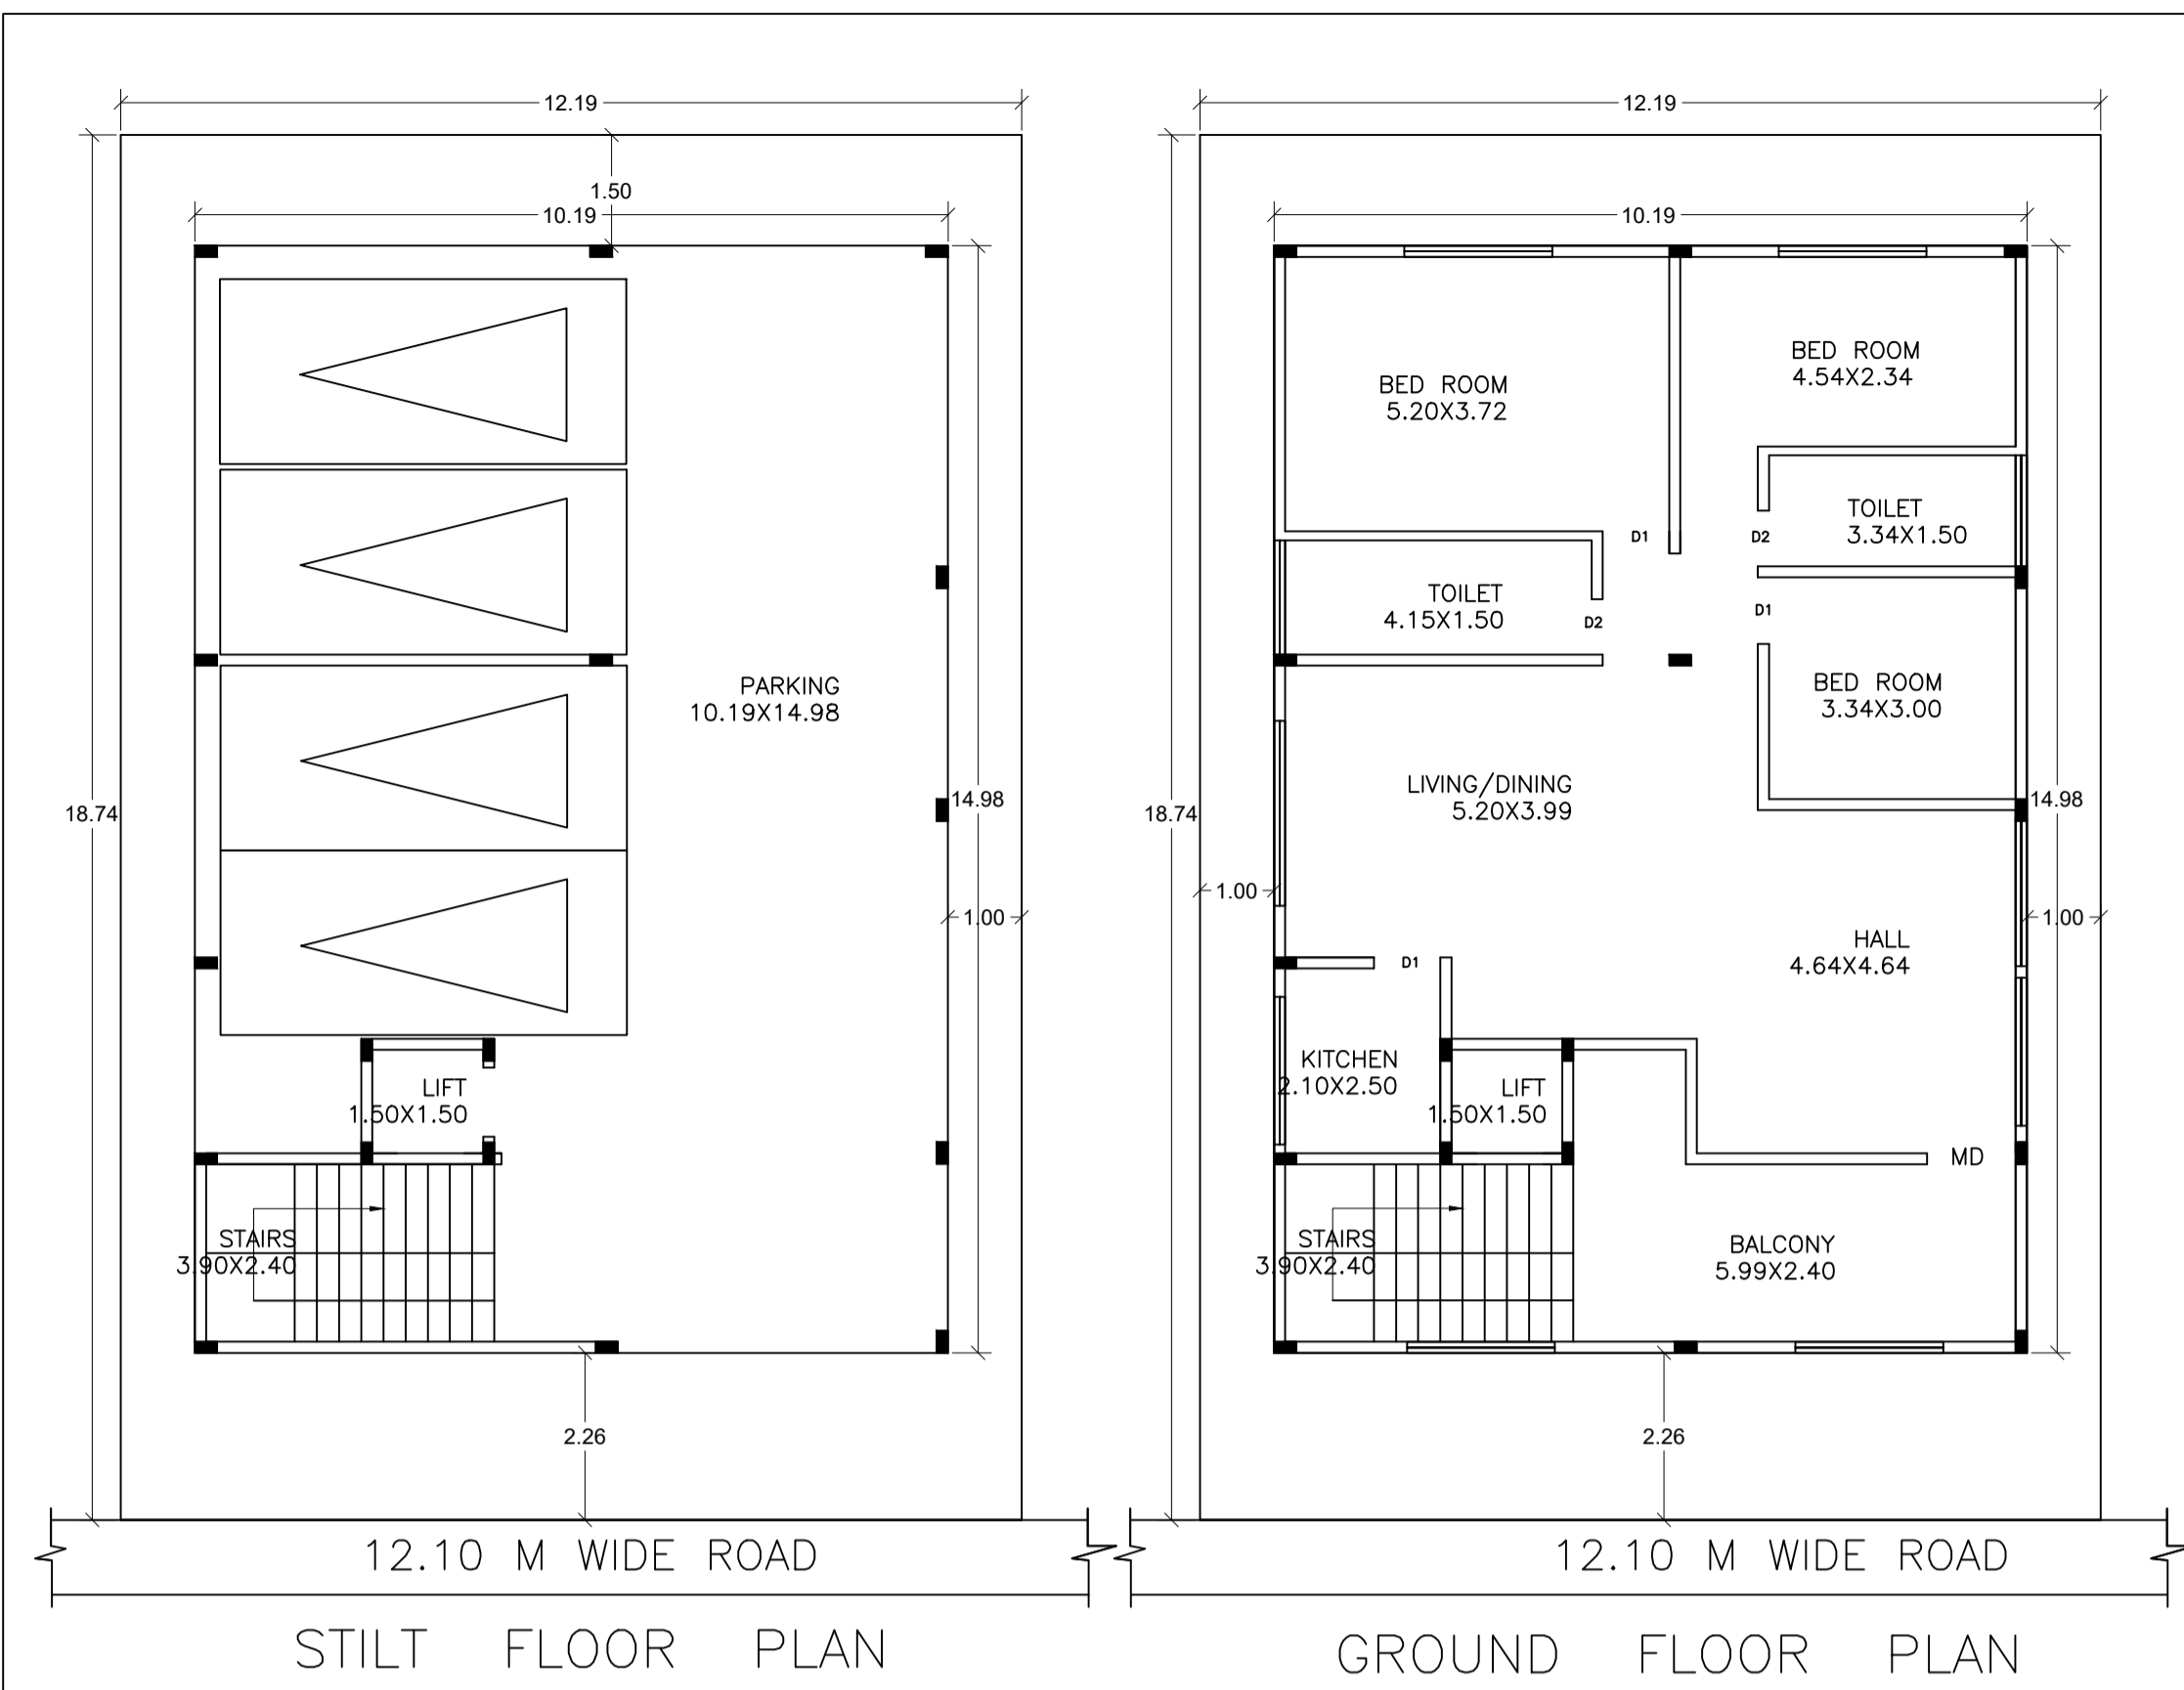 12.19
1.50
10.19
PARKING
10.19X14.98
18.74
14.98
1.00
LIFT
1.50X1.50
STAIRS
3.90X2.40
2.26
12.10 M WIDE ROAD
STILT FLOOR PLAN
12.19
10.19
BED ROOM
4.54X2.34
BED ROOM
5.20X3.72
TOILET
3.34X1.50
D1
D2
TOILET
4.15X1.50
D2
D1
BED ROOM
3.34X3.00
LIVING/DINING
5.20X3.99
18.74
14.98
1.00
1.00
HALL
4.64X4.64
D1
KITCHEN
2.10X2.50
LIFT
1.50X1.50
MD
STAIRS
3.90X2.40
BALCONY
5.99X2.40
2.26
12.10 M WIDE ROAD
GROUND FLOOR PLAN